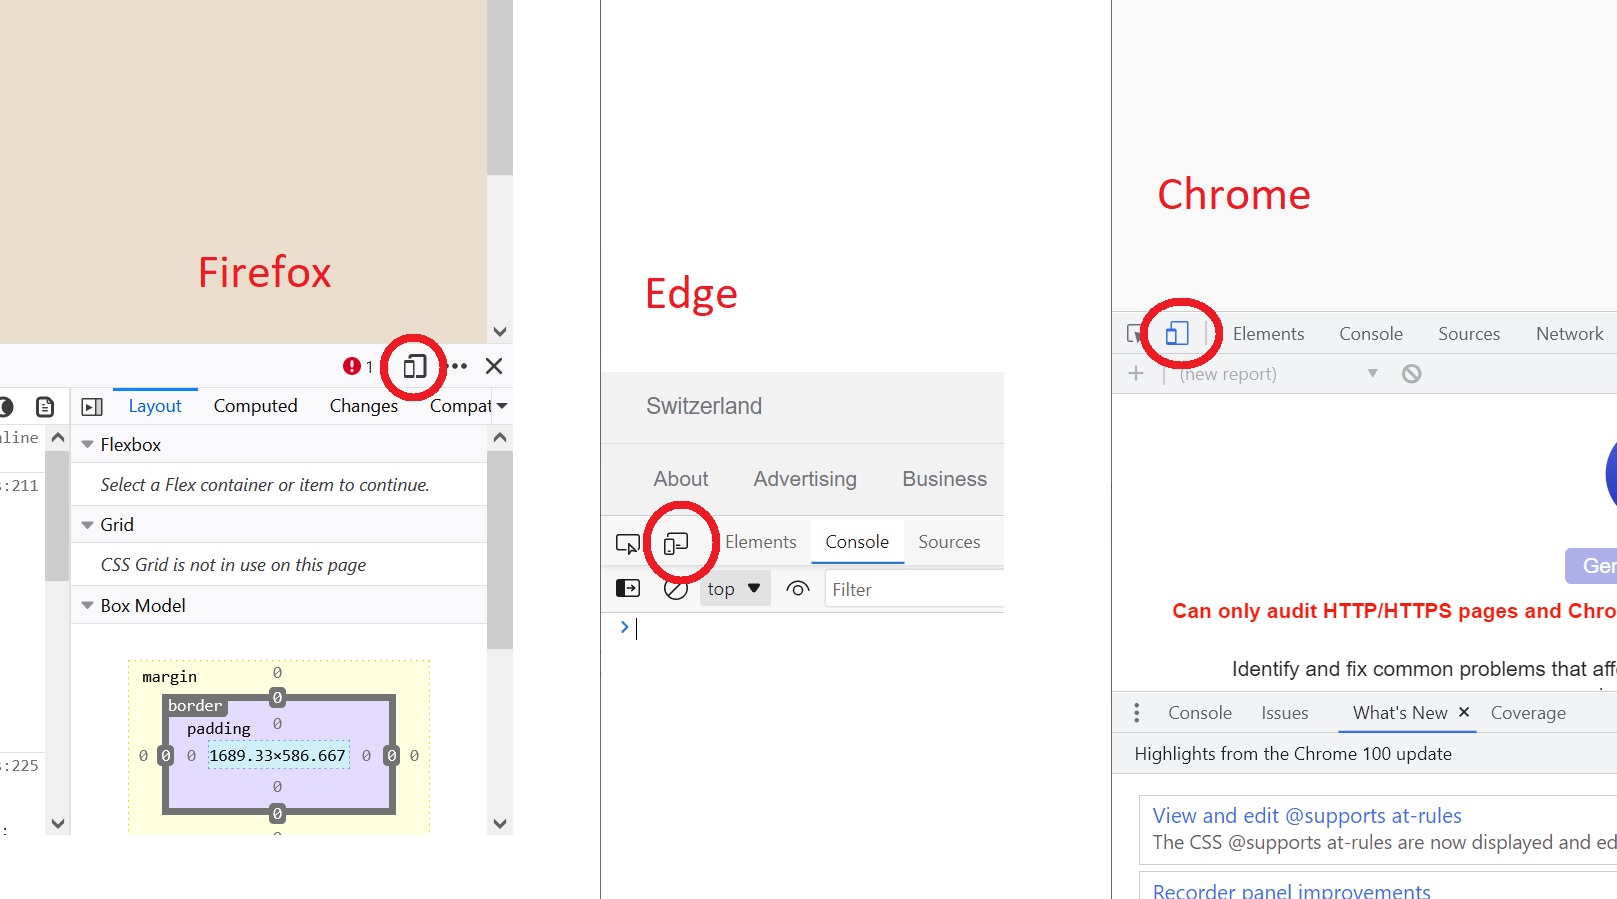 Firefox
1
Layout
Computed
Changes
Compat
line
:211
Flexbox
Select a Flex container or item to continue.
Grid
CSS Grid is not in use on this page
Box Model
margin
0
border
0
padding
0
0 0 0 1689.33×586.667 0 0 0
0
0
:225
Edge
Switzerland
About
Advertising
Business
Elements
Console
Sources
top
Filter
Chrome
Elements
Console
Sources
Network
(new report)
Ger
Can only audit HTTP/HTTPS pages and Chro
Identify and fix common problems that affe
Console
Issues
What's New
Coverage
Highlights from the Chrome 100 update
View and edit @supports at-rules
The CSS @supports at-rules are now displayed and ed
Recorder panel improvements